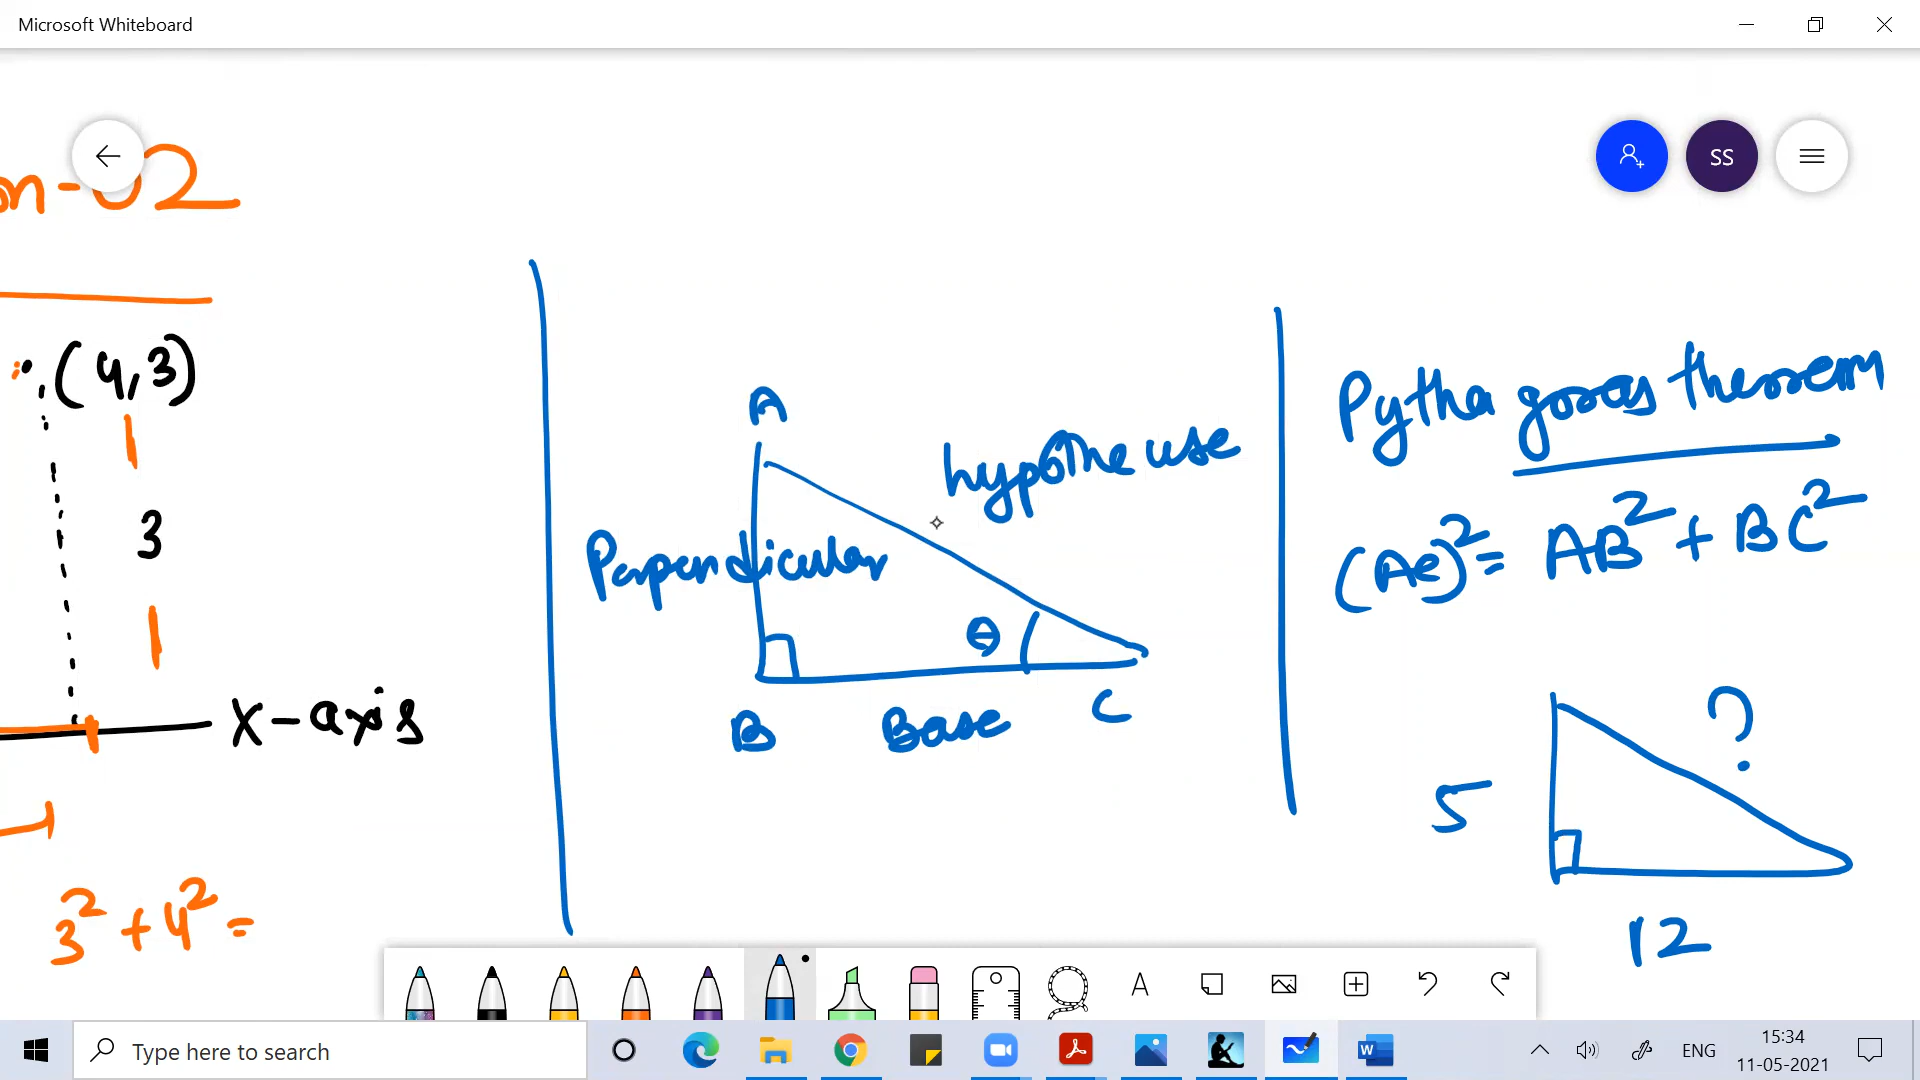 Microsoft Whiteboard
n-02
SS
(4,3)
3
X-axis
3² + 4² =
A
hypotheuse
Perpendicular
θ
B
Base
C
Pythagoras theorem
(AC)² = AB² + BC²
?
5
12
A
Type here to search
W
ENG
15:34
11-05-2021